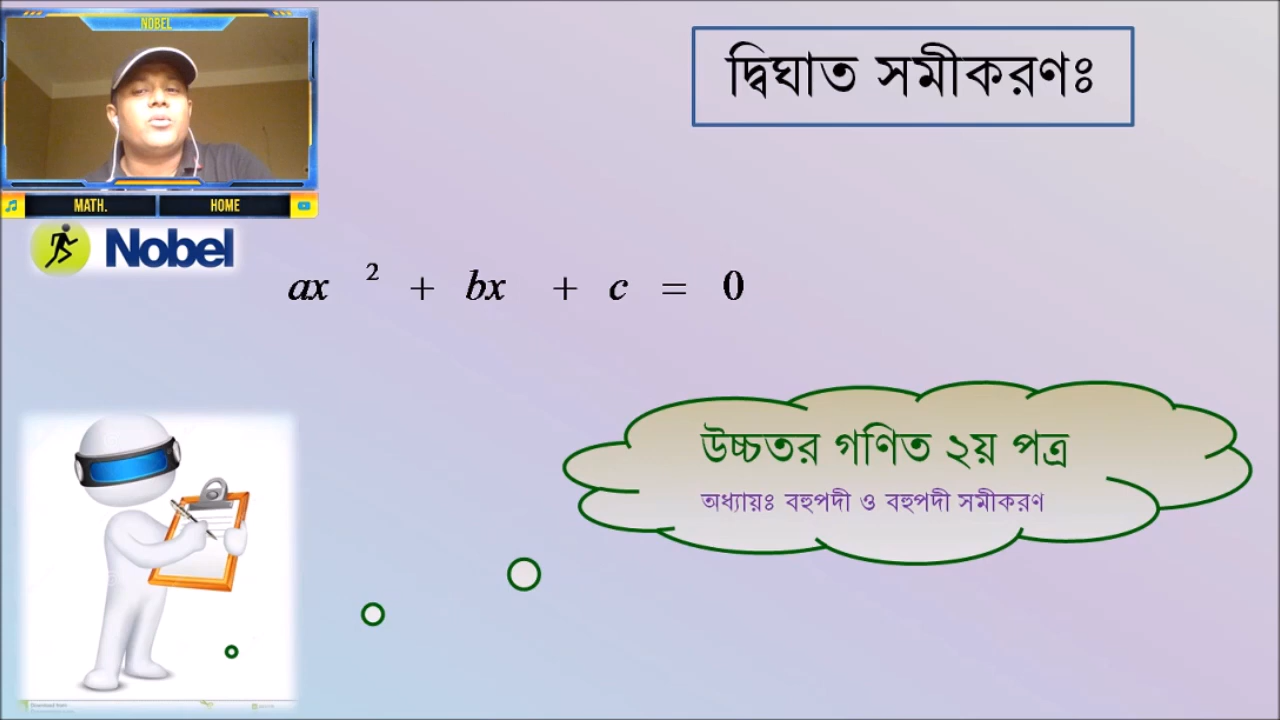 NOBEL
দ্বিঘাত সমীকরণঃ
MATH. HOME
Nobel
ax² + bx + c = 0
উচ্চতর গণিত ২য় পত্র
অধ্যায়ঃ বহুপদী ও বহুপদী সমীকরণ